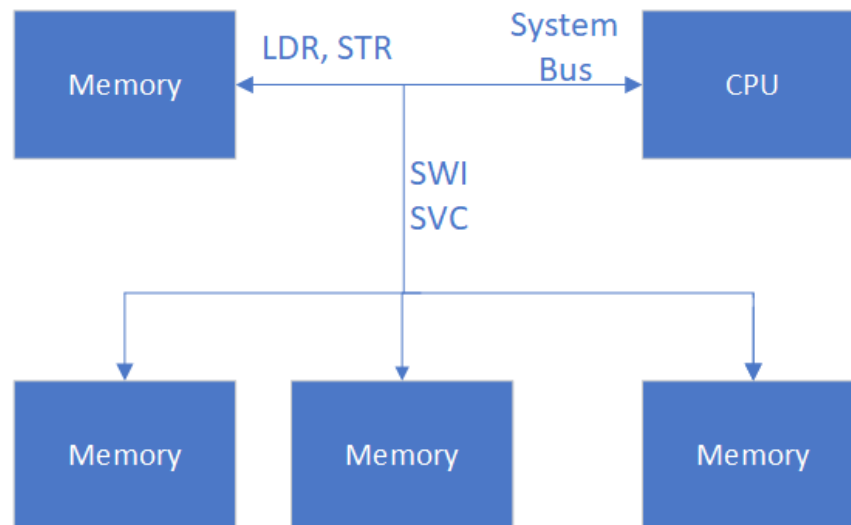 Memory
LDR, STR
System
Bus
CPU
SWI
SVC
Memory
Memory
Memory